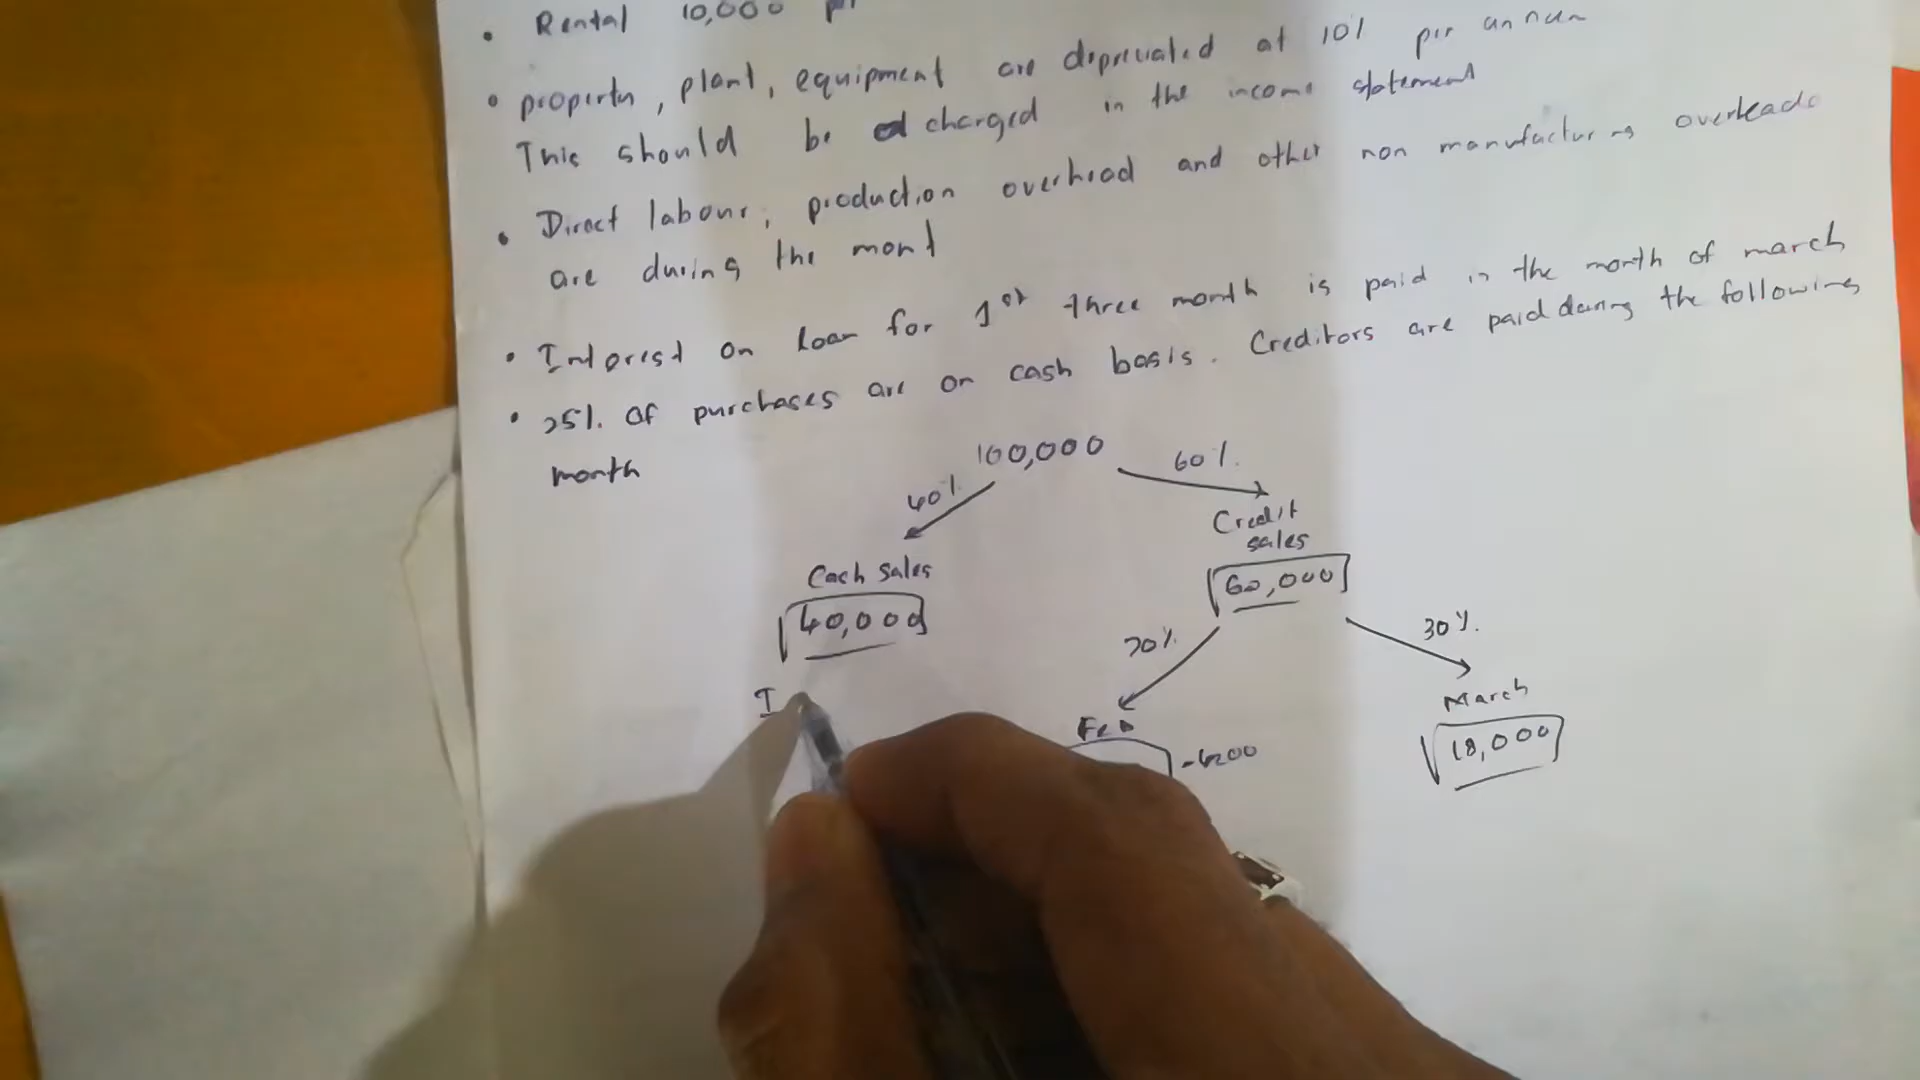 • Rental 10,000
• property, plant, equipment are depreciated at 10% per annum
This should be charged in the income statement
• Direct labour, production overhead and other non manufacturing overheads
are during the mont
• Interest on loan for 1st three month is paid in the month of march
• 25% of purchases are on cash basis. Creditors are paid during the following
month
100,000
40%
60%
Cash sales
40,000
Credit
sales
60,000
70%
30%
Feb
-4200
March
18,000
I